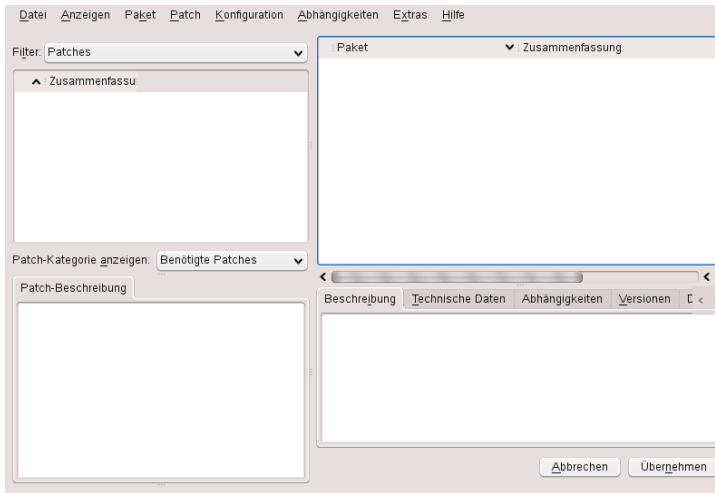 Datei Anzeigen Paket Patch Konfiguration Abhängigkeiten Extras Hilfe
Filter: Patches
Zusammenfassu
Paket Zusammenfassung
Patch-Kategorie anzeigen: Benötigte Patches
Patch-Beschreibung
Beschreibung Technische Daten Abhängigkeiten Versionen
Abbrechen Übernehmen